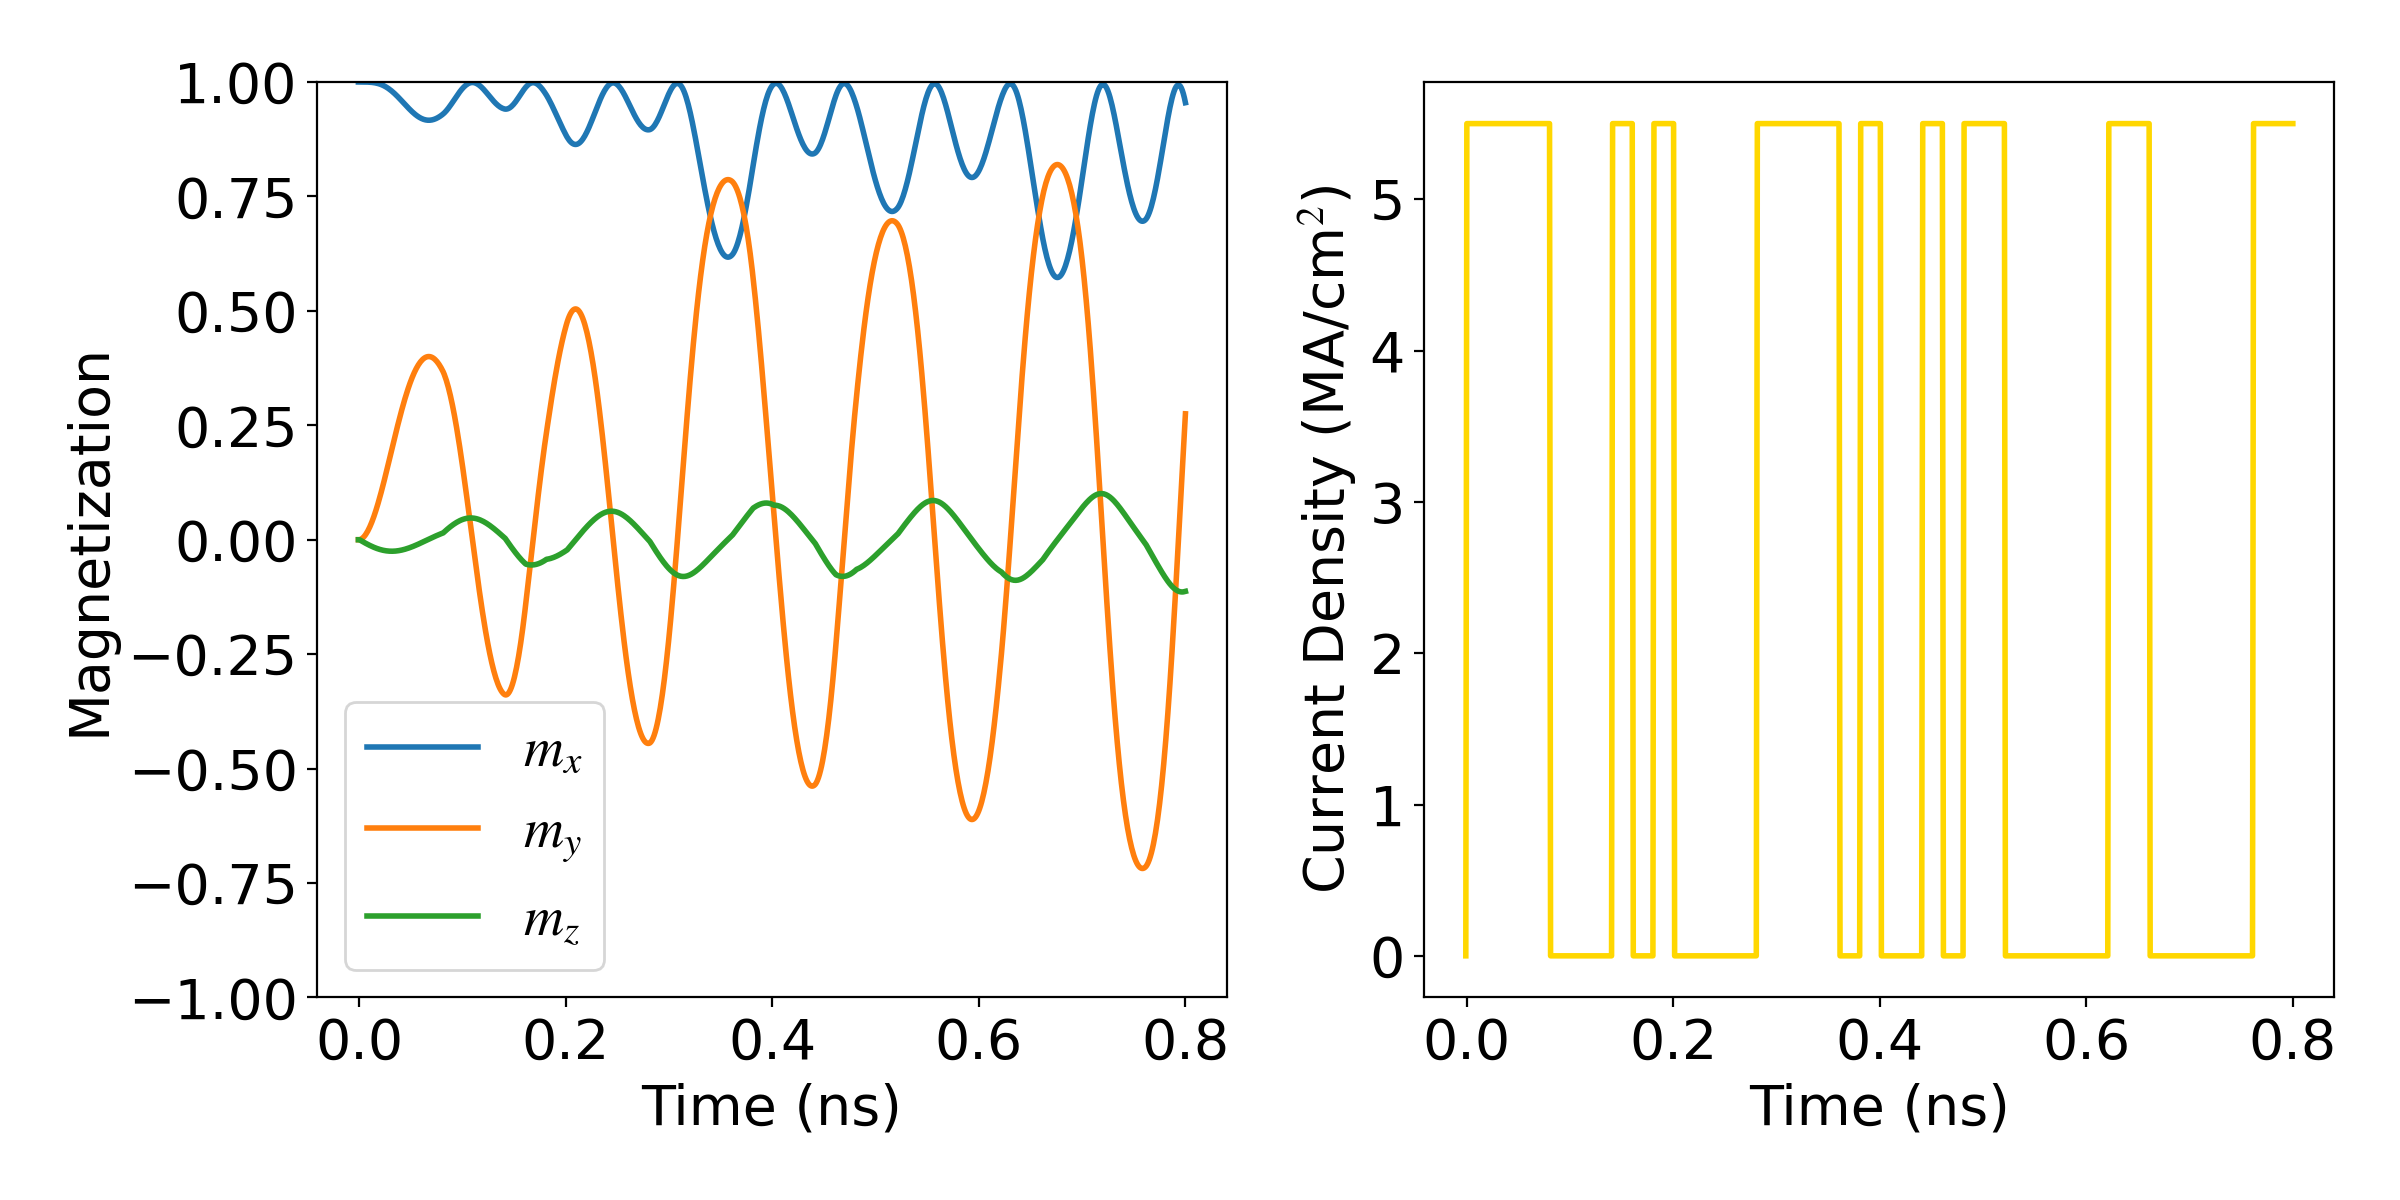 Magnetization
1.00
0.75
0.50
0.25
0.00
−0.25
−0.50
−0.75
−1.00
0.0 0.2 0.4 0.6 0.8
Time (ns)
m_x
m_y
m_z
Current Density (MA/cm²)
5
4
3
2
1
0
0.0 0.2 0.4 0.6 0.8
Time (ns)